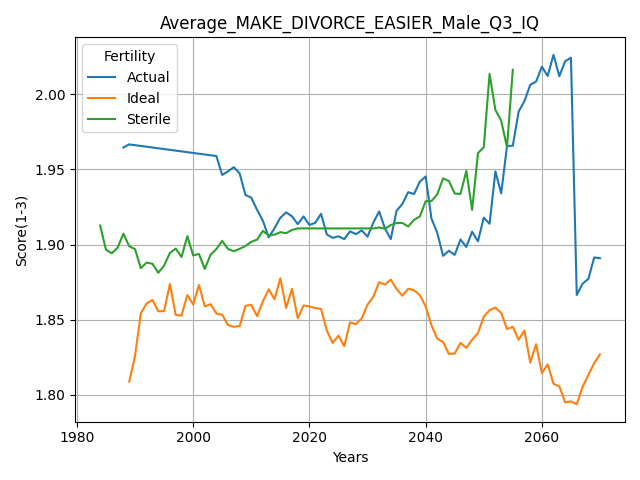 Average_MAKE_DIVORCE_EASIER_Male_Q3_IQ
Fertility
Actual
Ideal
Sterile
Score(1-3)
2.00
1.95
1.90
1.85
1.80
1980
2000
2020
2040
2060
Years